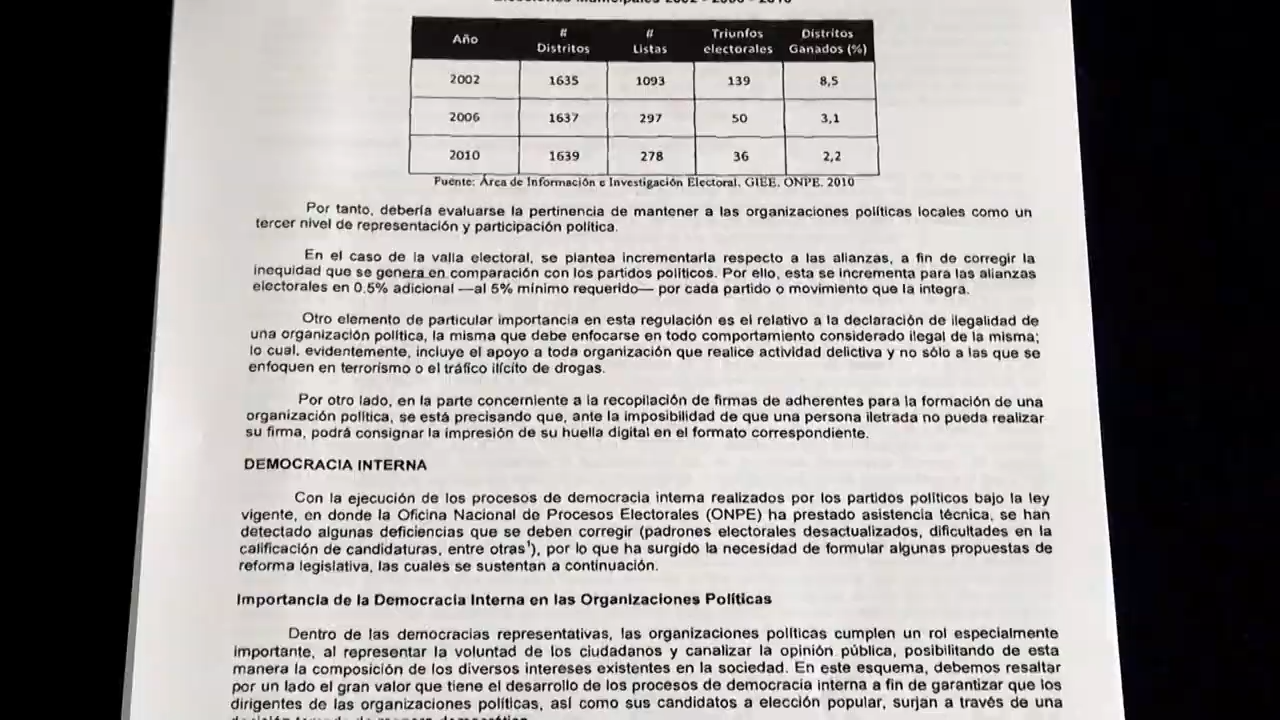 Elecciones Municipales 2002 - 2006 - 2010
Año # Distritos # Listas Triunfos electorales Distritos Ganados (%)
2002 1635 1093 139 8,5
2006 1637 297 50 3,1
2010 1639 278 36 2,2
Fuente: Área de Información e Investigación Electoral. GIEE. ONPE. 2010
Por tanto, debería evaluarse la pertinencia de mantener a las organizaciones políticas locales como un
tercer nivel de representación y participación política.
En el caso de la valla electoral, se plantea incrementarla respecto a las alianzas, a fin de corregir la
inequidad que se genera en comparación con los partidos políticos. Por ello, esta se incrementa para las alianzas
electorales en 0.5% adicional —al 5% mínimo requerido— por cada partido o movimiento que la integra.
Otro elemento de particular importancia en esta regulación es el relativo a la declaración de ilegalidad de
una organización política, la misma que debe enfocarse en todo comportamiento considerado ilegal de la misma;
lo cual, evidentemente, incluye el apoyo a toda organización que realice actividad delictiva y no sólo a las que se
enfoquen en terrorismo o el tráfico ilícito de drogas.
Por otro lado, en la parte concerniente a la recopilación de firmas de adherentes para la formación de una
organización política, se está precisando que, ante la imposibilidad de que una persona iletrada no pueda realizar
su firma, podrá consignar la impresión de su huella digital en el formato correspondiente.
DEMOCRACIA INTERNA
Con la ejecución de los procesos de democracia interna realizados por los partidos políticos bajo la ley
vigente, en donde la Oficina Nacional de Procesos Electorales (ONPE) ha prestado asistencia técnica, se han
detectado algunas deficiencias que se deben corregir (padrones electorales desactualizados, dificultades en la
calificación de candidaturas, entre otras¹), por lo que ha surgido la necesidad de formular algunas propuestas de
reforma legislativa, las cuales se sustentan a continuación.
Importancia de la Democracia Interna en las Organizaciones Políticas
Dentro de las democracias representativas, las organizaciones políticas cumplen un rol especialmente
importante, al representar la voluntad de los ciudadanos y canalizar la opinión pública, posibilitando de esta
manera la composición de los diversos intereses existentes en la sociedad. En este esquema, debemos resaltar
por un lado el gran valor que tiene el desarrollo de los procesos de democracia interna a fin de garantizar que los
dirigentes de las organizaciones políticas, así como sus candidatos a elección popular, surjan a través de una